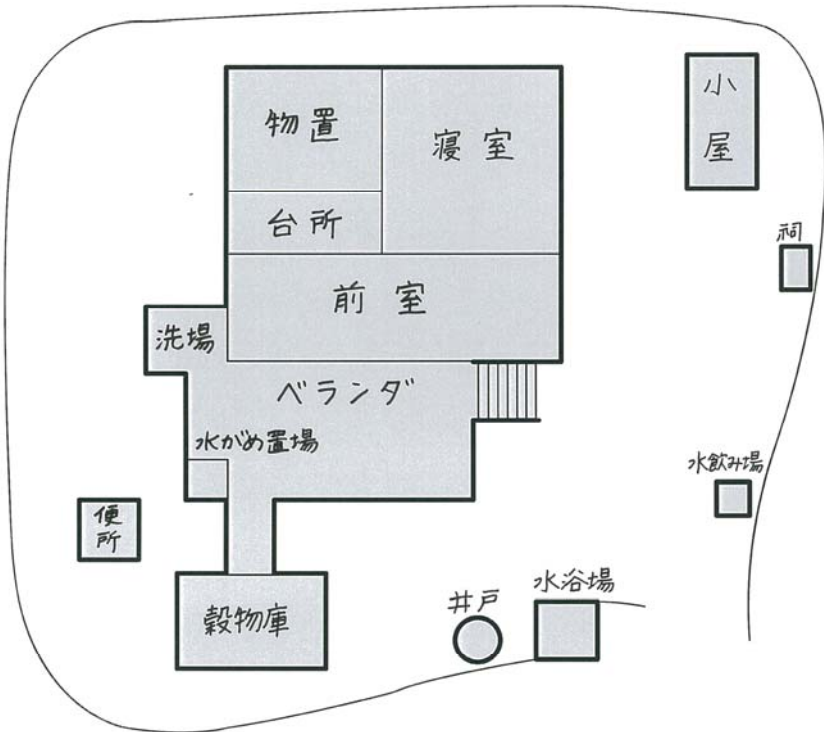 小屋
物置
寝室
台所
祠
前室
洗場
ベランダ
水がめ置場
水飲み場
便所
水浴場
井戸
穀物庫